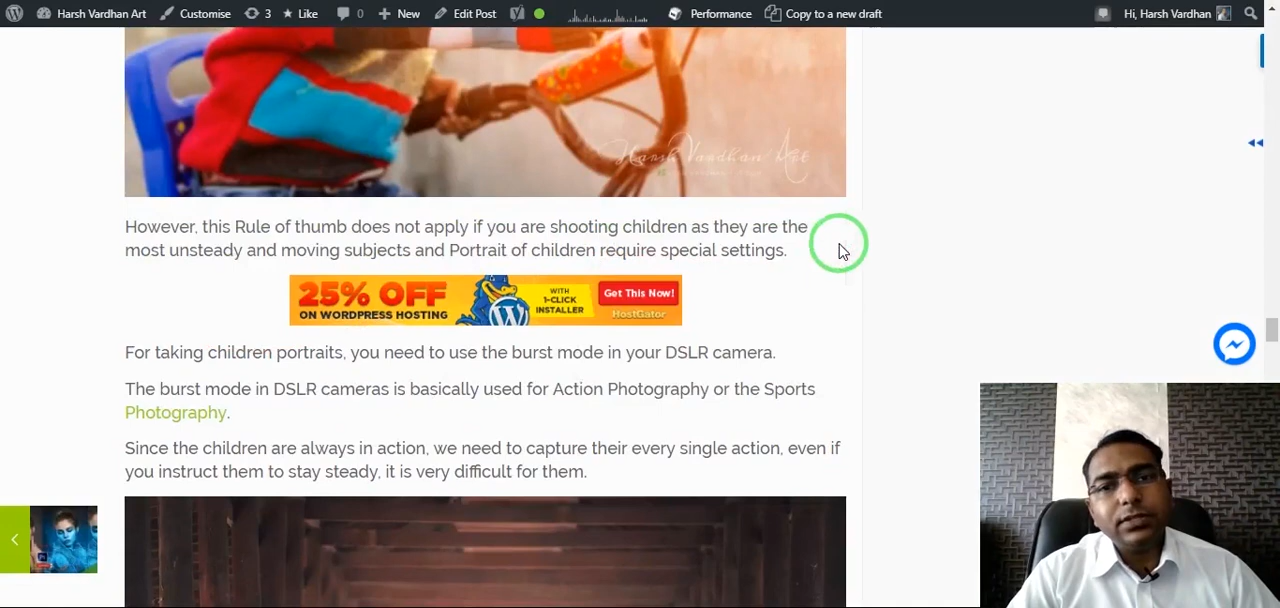 Harsh Vardhan Art Customise 3 Like 0 New Edit Post Performance Copy to a new draft Hi, Harsh Vardhan
Harsh Vardhan Art
However, this Rule of thumb does not apply if you are shooting children as they are the
most unsteady and moving subjects and Portrait of children require special settings.
25% OFF
ON WORDPRESS HOSTING
WITH
1-CLICK
INSTALLER
Get This Now!
HostGator
For taking children portraits, you need to use the burst mode in your DSLR camera.
The burst mode in DSLR cameras is basically used for Action Photography or the Sports
Photography.
Since the children are always in action, we need to capture their every single action, even if
you instruct them to stay steady, it is very difficult for them.